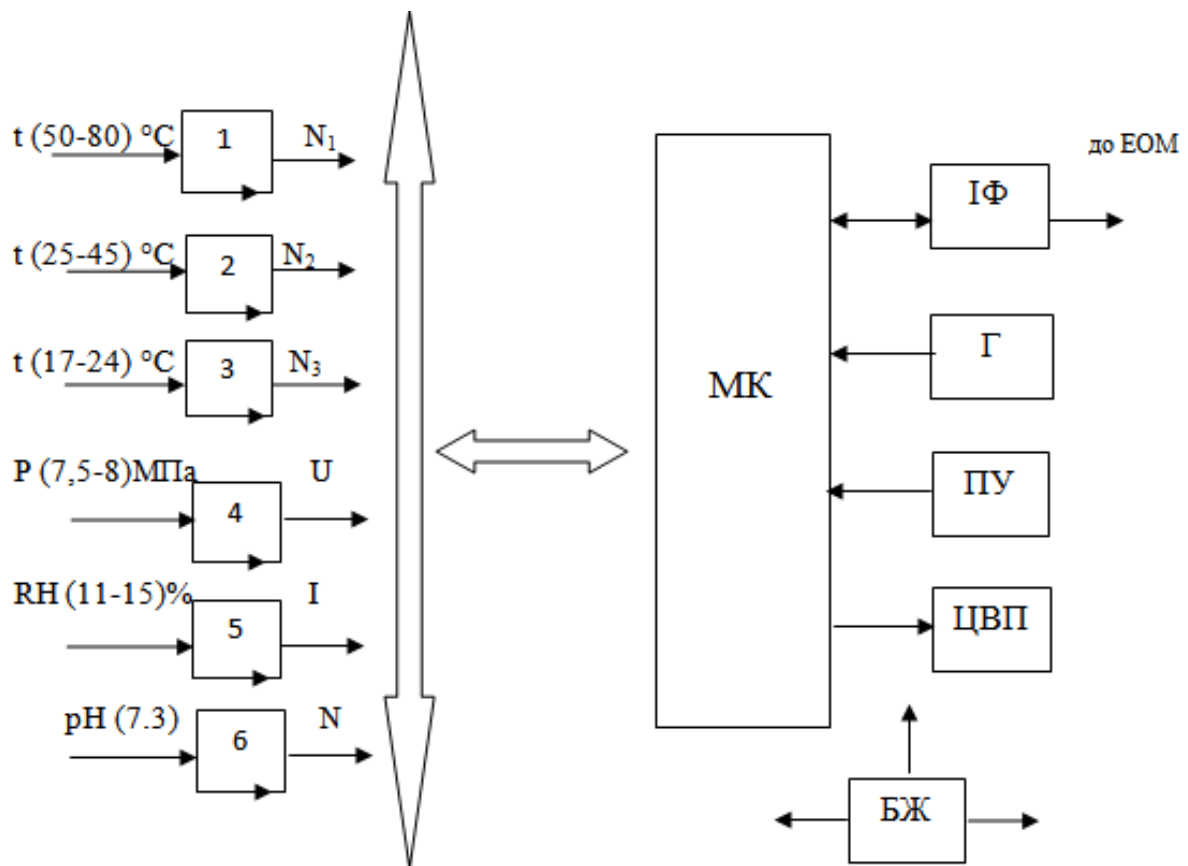 t (50-80) °C
1
N₁
t (25-45) °C
2
N₂
t (17-24) °C
3
N₃
P (7,5-8)МПа
4
U
RH (11-15)%
5
I
pH (7.3)
6
N
МК
до ЕОМ
ІФ
Г
ПУ
ЦВП
БЖ